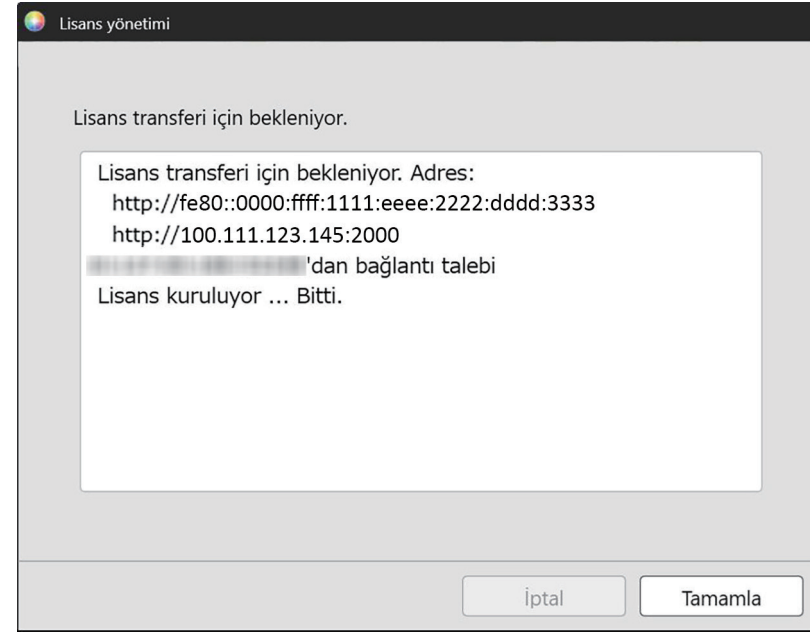 Lisans yönetimi
Lisans transferi için bekleniyor.
Lisans transferi için bekleniyor. Adres:
http://fe80::0000:ffff:1111:eeee:2222:dddd:3333
http://100.111.123.145:2000
'dan bağlantı talebi
Lisans kuruluyor ... Bitti.
İptal
Tamamla